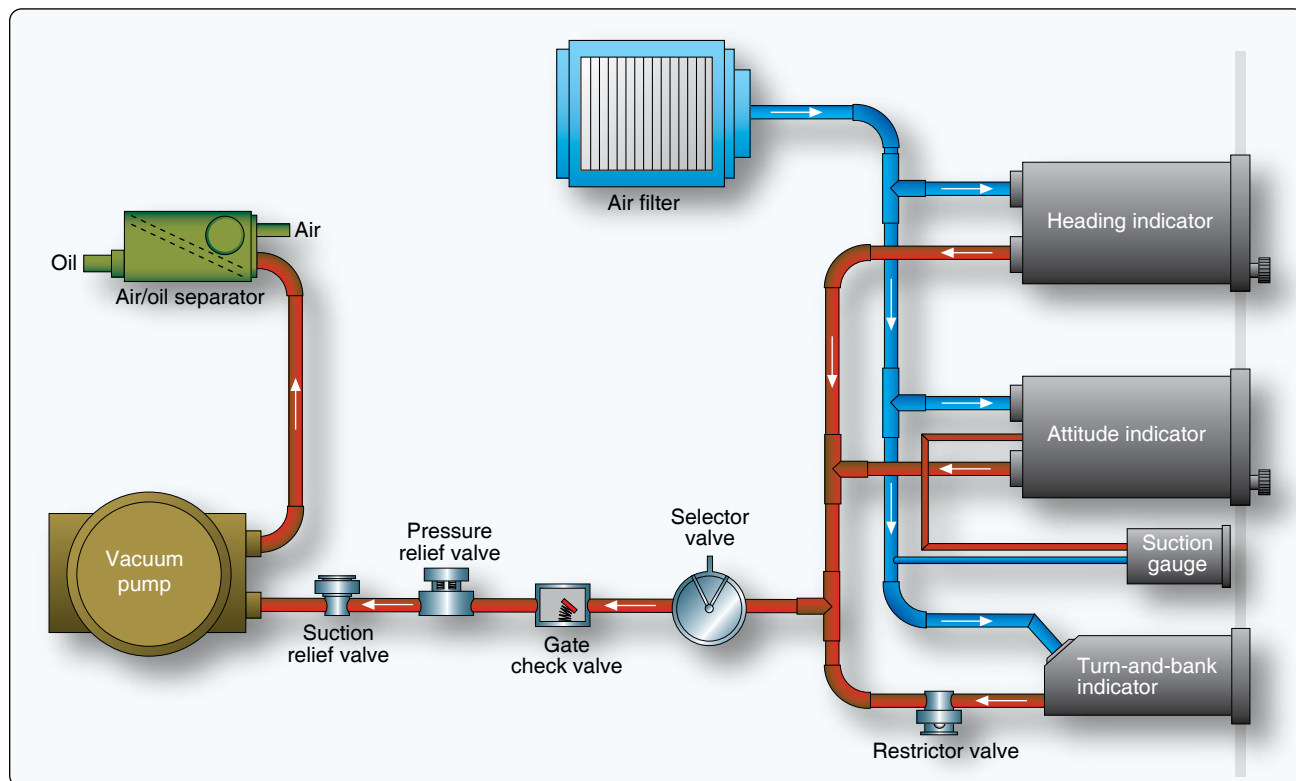 Air filter
Heading indicator
Air
Oil
Air/oil separator
Attitude indicator
Vacuum
pump
Suction
relief valve
Pressure
relief valve
Gate
check valve
Selector
valve
Suction
gauge
Turn-and-bank
indicator
Restrictor valve